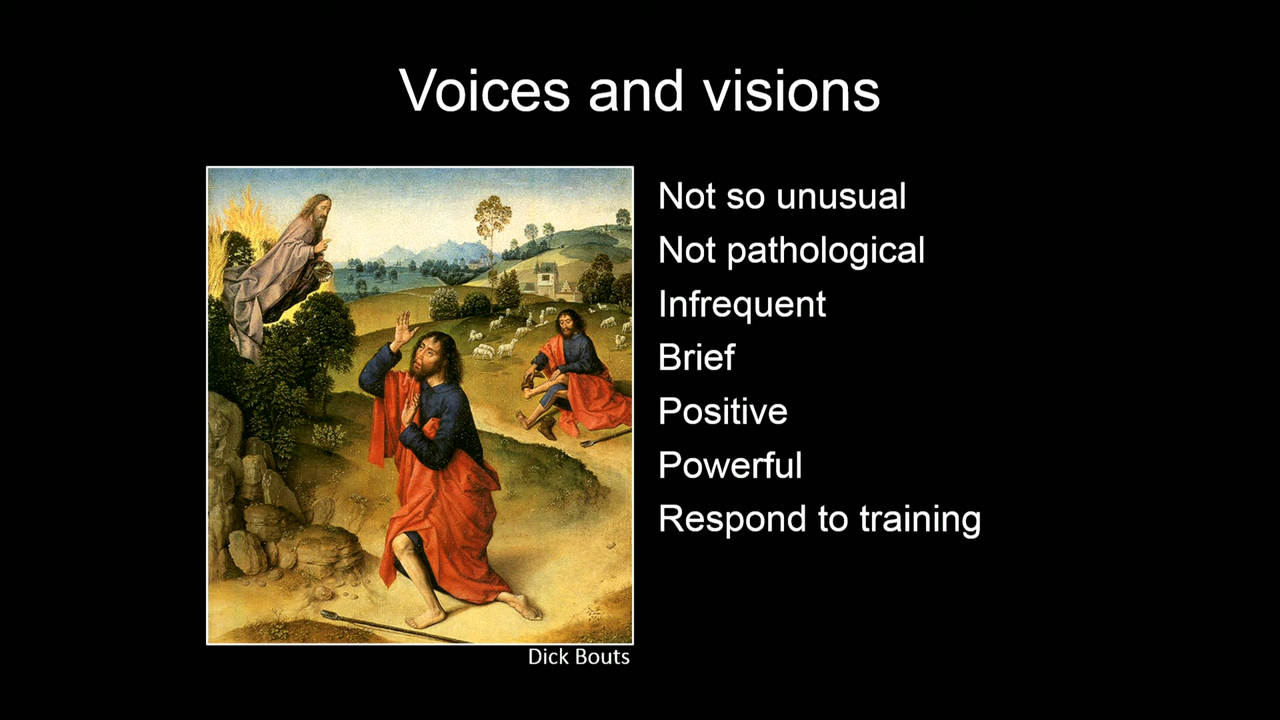 Voices and visions
Not so unusual
Not pathological
Infrequent
Brief
Positive
Powerful
Respond to training
Dick Bouts